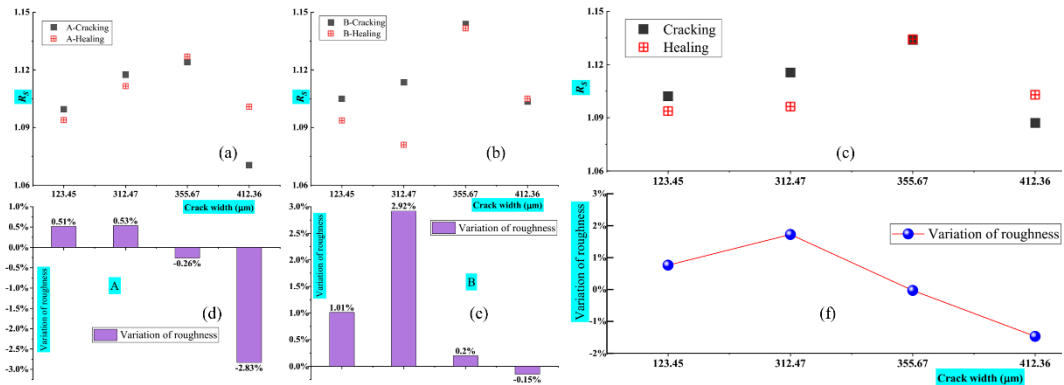 A-Cracking
A-Healing
1.15
1.12
1.09
1.06
R_S
(a)
123.45
312.47
355.67
412.36
Crack width (μm)
B-Cracking
B-Healing
1.15
1.12
1.09
1.06
R_S
(b)
123.45
312.47
355.67
412.36
Crack width (μm)
Cracking
Healing
1.15
1.12
1.09
1.06
R_S
(c)
123.45
312.47
355.67
412.36
1.0%
0.5%
0.0%
-0.5%
-1.0%
-1.5%
-2.0%
-2.5%
-3.0%
Variation of roughness
0.51%
0.53%
-0.26%
-2.83%
A
(d)
Variation of roughness
3.0%
2.0%
1.0%
0.0%
Variation of roughness
1.01%
2.92%
0.2%
-0.15%
Variation of roughness
B
(c)
3%
2%
1%
0%
-1%
-2%
Variation of roughness
Variation of roughness
(f)
123.45
312.47
355.67
412.36
Crack width (μm)